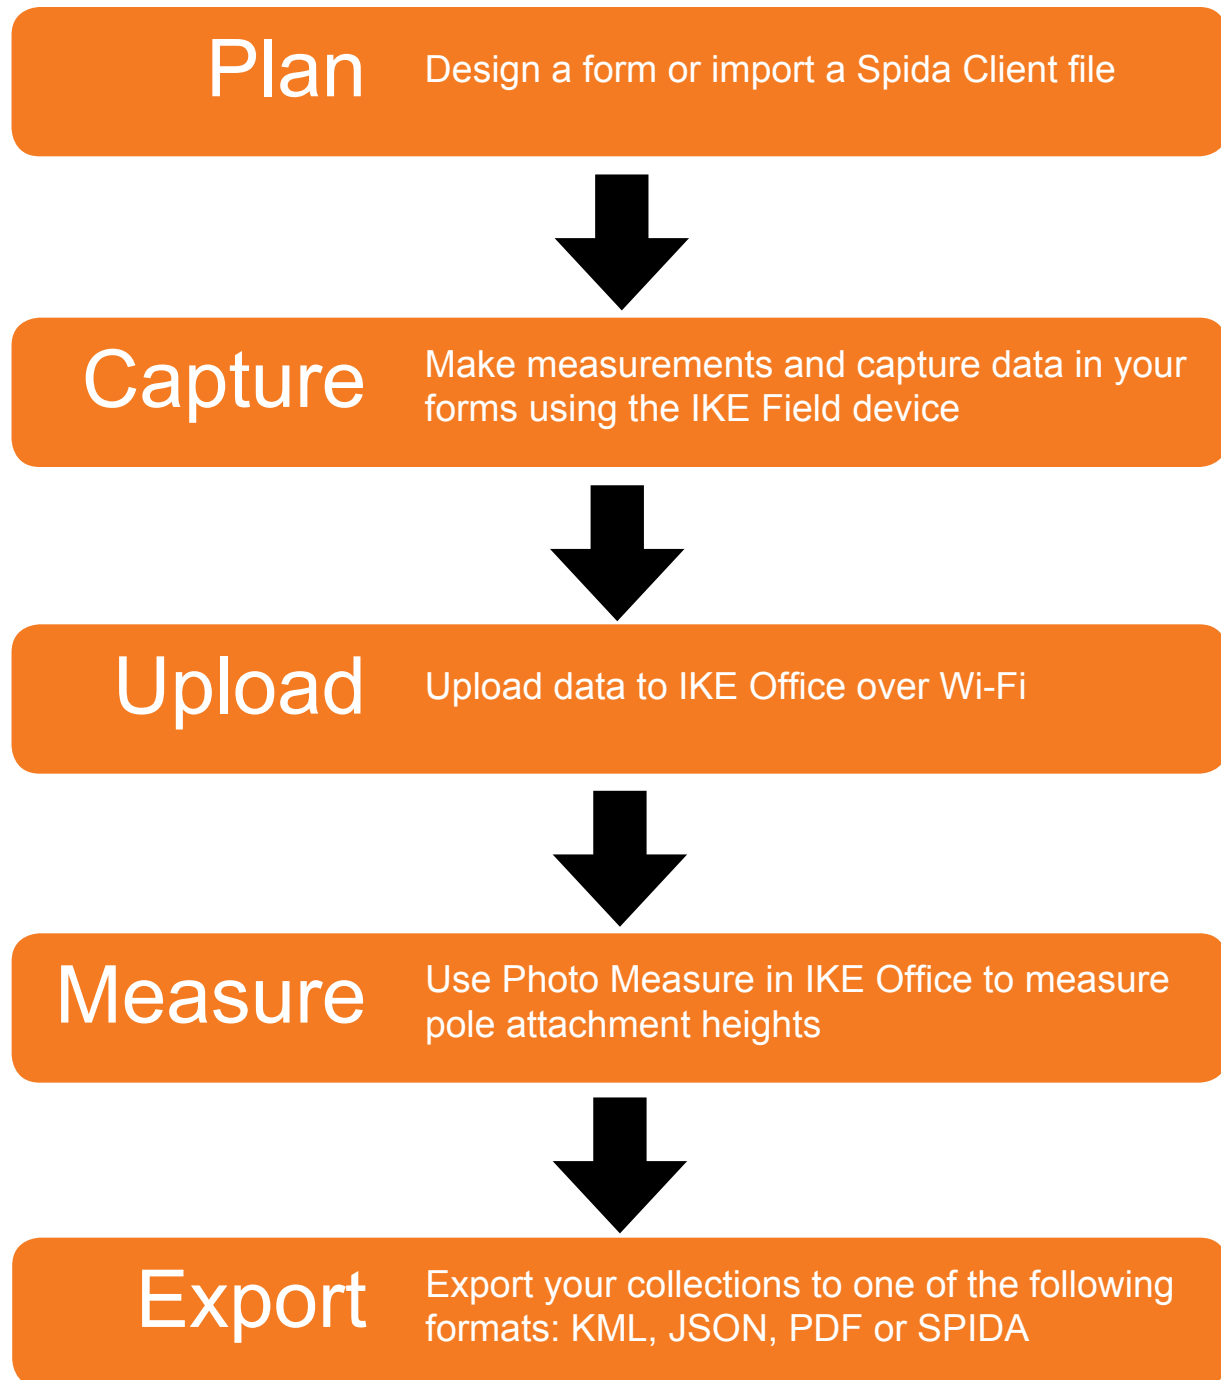 Plan
Design a form or import a Spida Client file
Capture
Make measurements and capture data in your
forms using the IKE Field device
Upload
Upload data to IKE Office over Wi-Fi
Measure
Use Photo Measure in IKE Office to measure
pole attachment heights
Export
Export your collections to one of the following
formats: KML, JSON, PDF or SPIDA